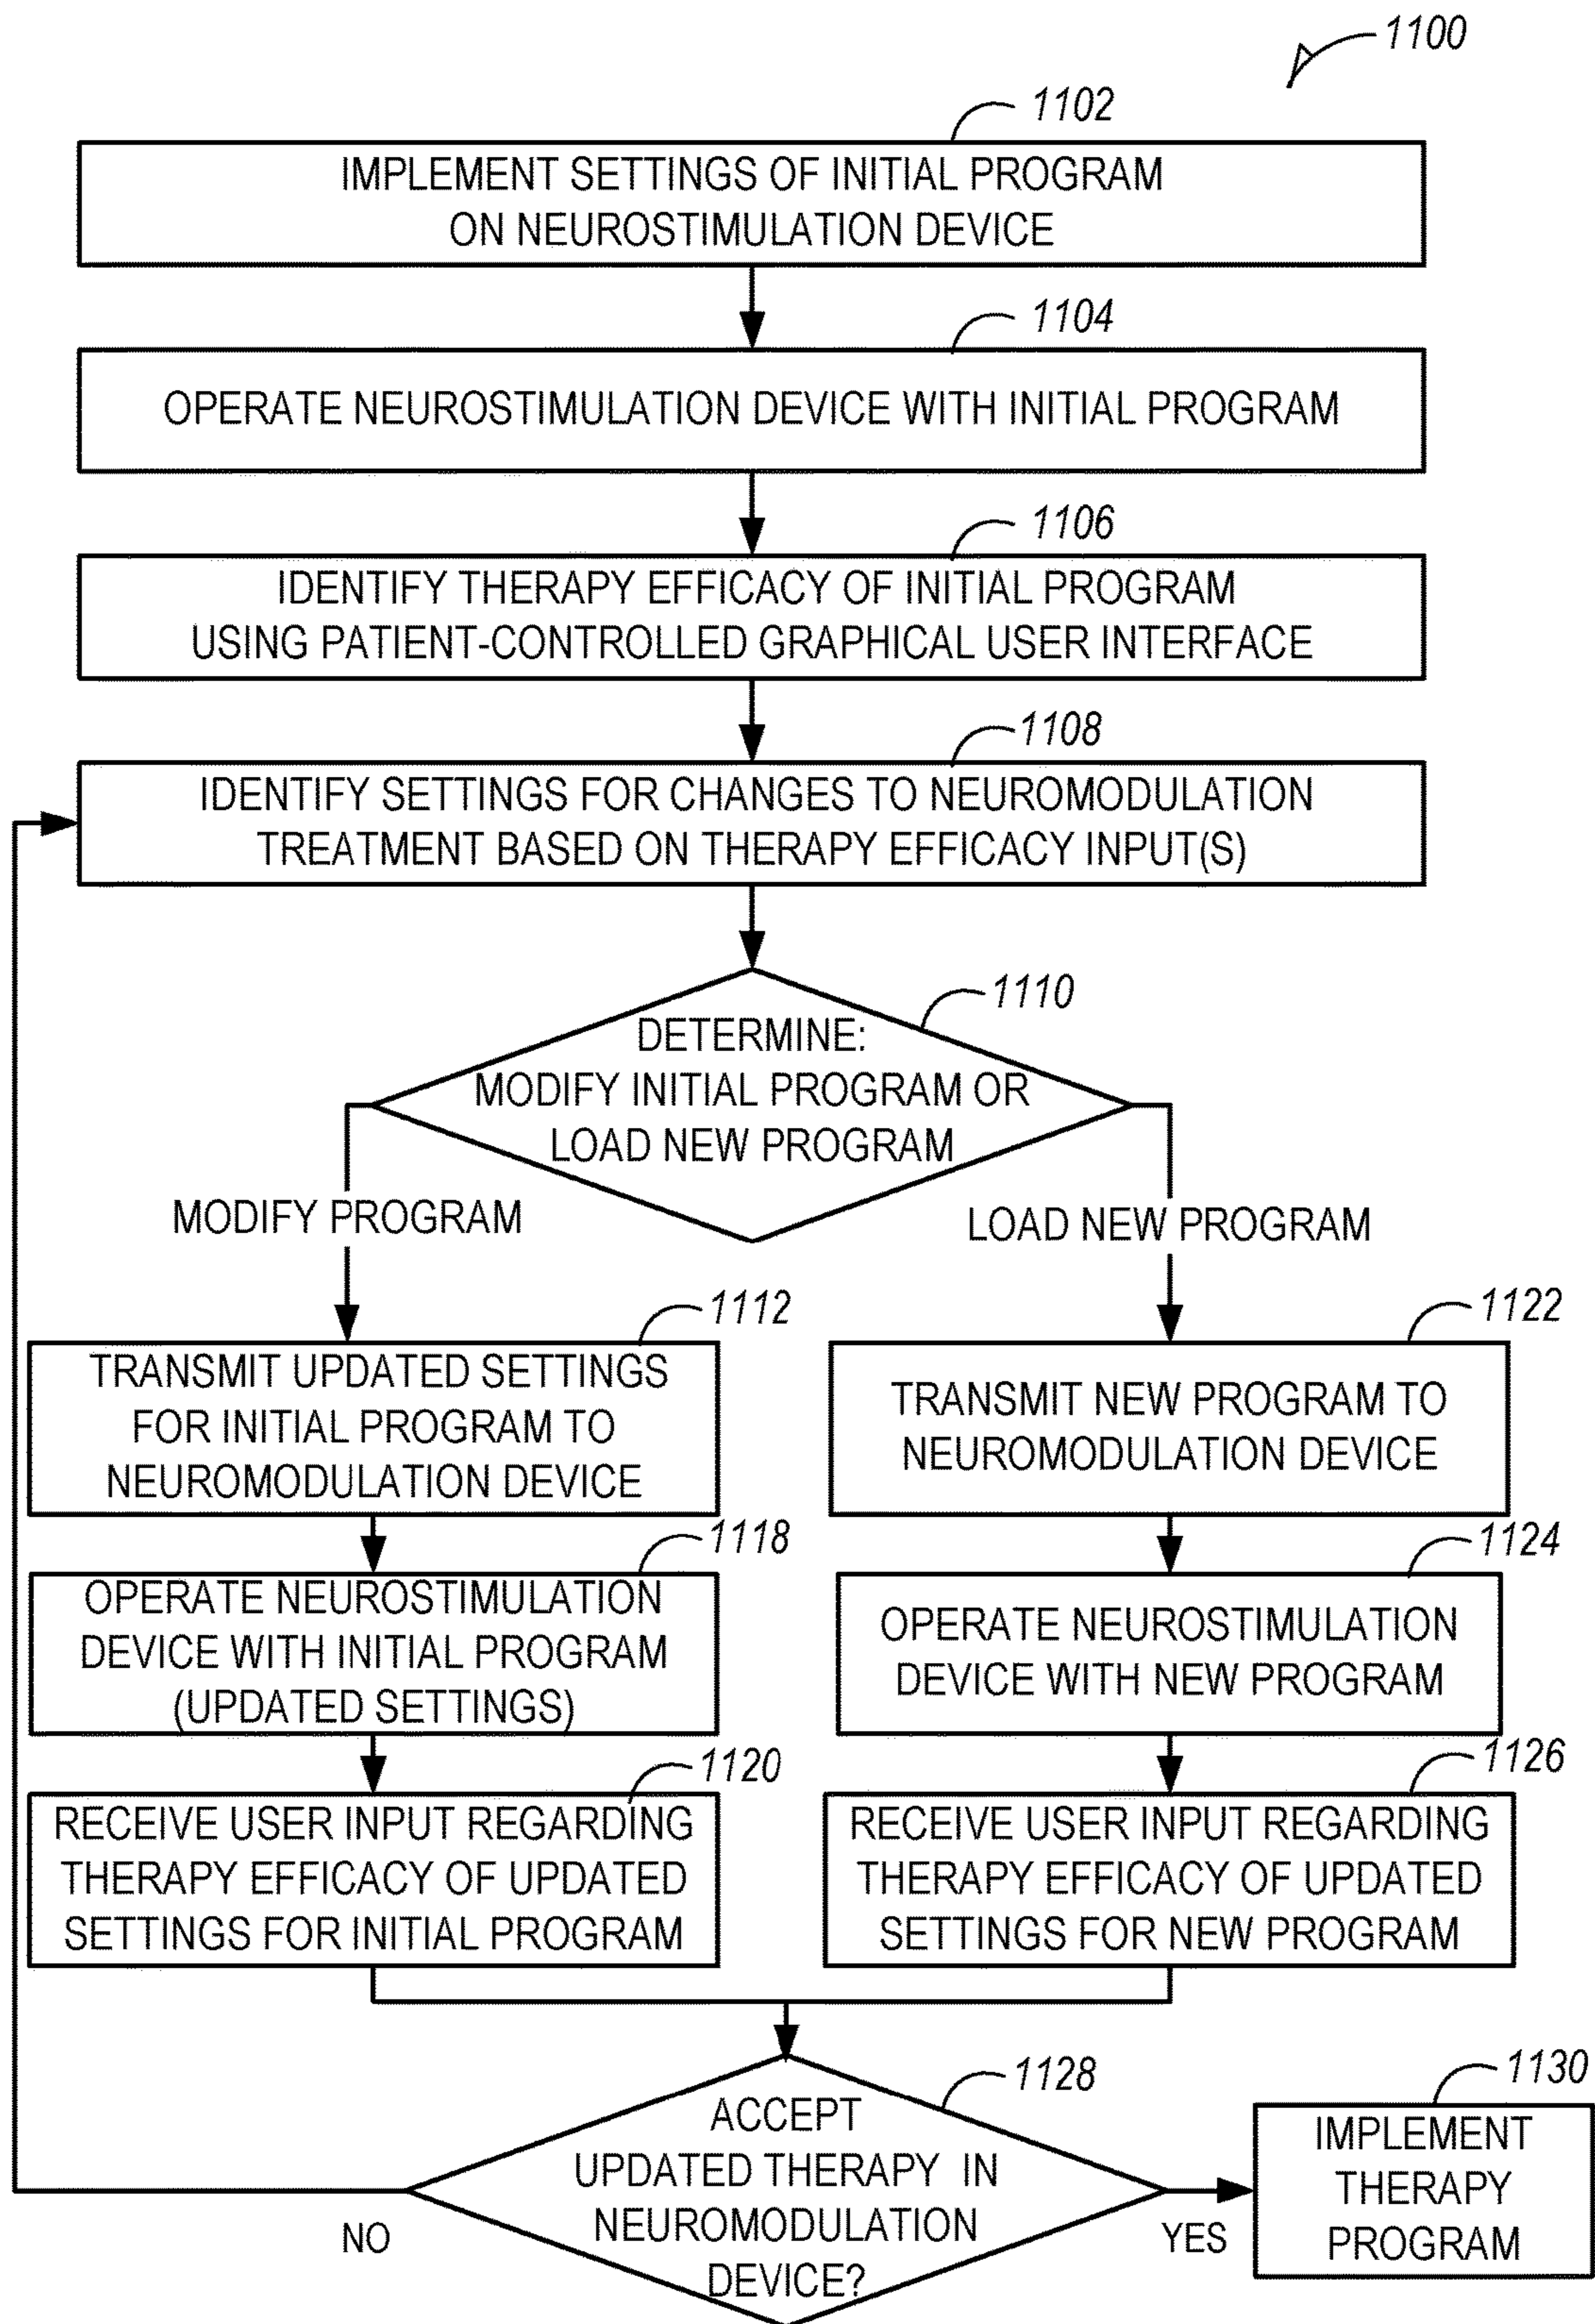 1100
1102
IMPLEMENT SETTINGS OF INITIAL PROGRAM
ON NEUROSTIMULATION DEVICE
1104
OPERATE NEUROSTIMULATION DEVICE WITH INITIAL PROGRAM
1106
IDENTIFY THERAPY EFFICACY OF INITIAL PROGRAM
USING PATIENT-CONTROLLED GRAPHICAL USER INTERFACE
1108
IDENTIFY SETTINGS FOR CHANGES TO NEUROMODULATION
TREATMENT BASED ON THERAPY EFFICACY INPUT(S)
1110
DETERMINE:
MODIFY INITIAL PROGRAM OR
LOAD NEW PROGRAM
MODIFY PROGRAM
LOAD NEW PROGRAM
1112
TRANSMIT UPDATED SETTINGS
FOR INITIAL PROGRAM TO
NEUROMODULATION DEVICE
1118
OPERATE NEUROSTIMULATION
DEVICE WITH INITIAL PROGRAM
(UPDATED SETTINGS)
1120
RECEIVE USER INPUT REGARDING
THERAPY EFFICACY OF UPDATED
SETTINGS FOR INITIAL PROGRAM
1122
TRANSMIT NEW PROGRAM TO
NEUROMODULATION DEVICE
1124
OPERATE NEUROSTIMULATION
DEVICE WITH NEW PROGRAM
1126
RECEIVE USER INPUT REGARDING
THERAPY EFFICACY OF UPDATED
SETTINGS FOR NEW PROGRAM
1128
ACCEPT
UPDATED THERAPY IN
NEUROMODULATION
DEVICE?
NO
YES
1130
IMPLEMENT
THERAPY
PROGRAM